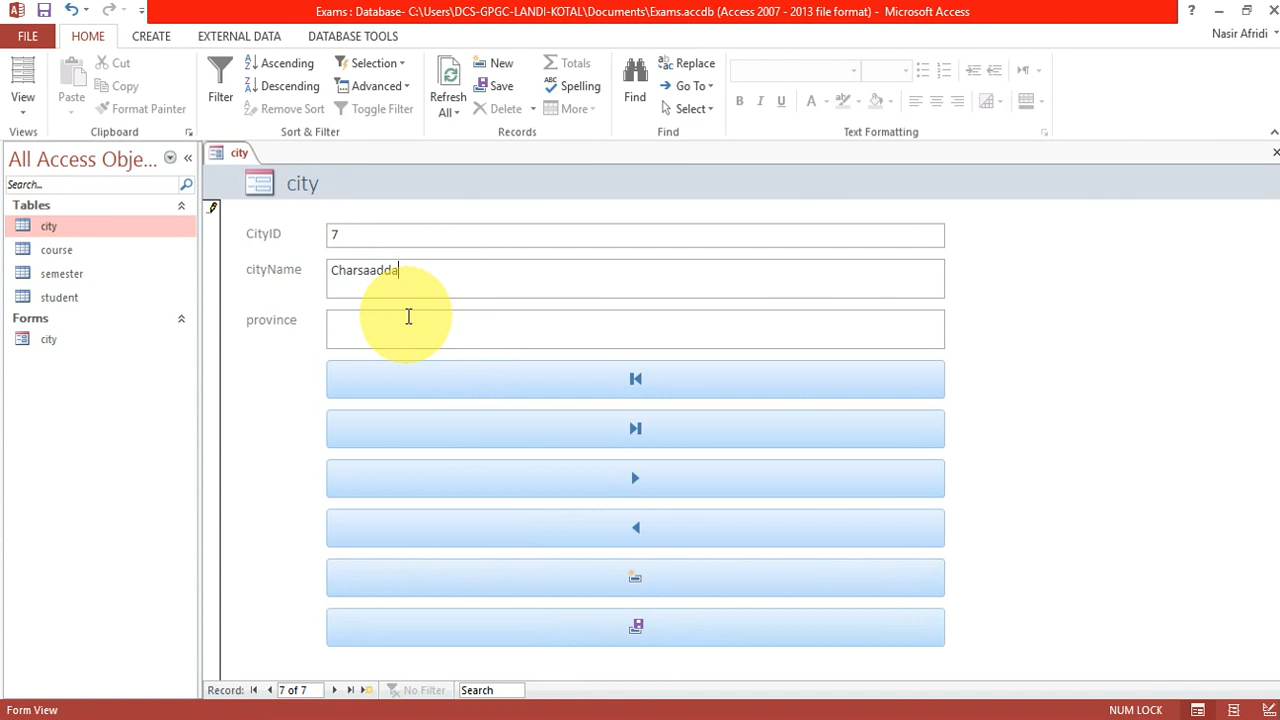 Exams : Database- C:\Users\DCS-GPGC-LANDI-KOTAL\Documents\Exams.accdb (Access 2007 - 2013 file format) - Microsoft Access
?
FILE HOME CREATE EXTERNAL DATA DATABASE TOOLS Nasir Afridi
View
Views
Paste
Cut
Copy
Format Painter
Clipboard
Filter
Ascending
Descending
Remove Sort
Selection
Advanced
Toggle Filter
Sort & Filter
Refresh
All
New
Save
Delete
Totals
Spelling
More
Records
Find
Replace
Go To
Select
Find
B I U A
Text Formatting
All Access Obje...
Search...
Tables
city
course
semester
student
Forms
city
city
city
CityID 7
cityName Charsaadda
province
Record: 7 of 7 No Filter Search
Form View NUM LOCK